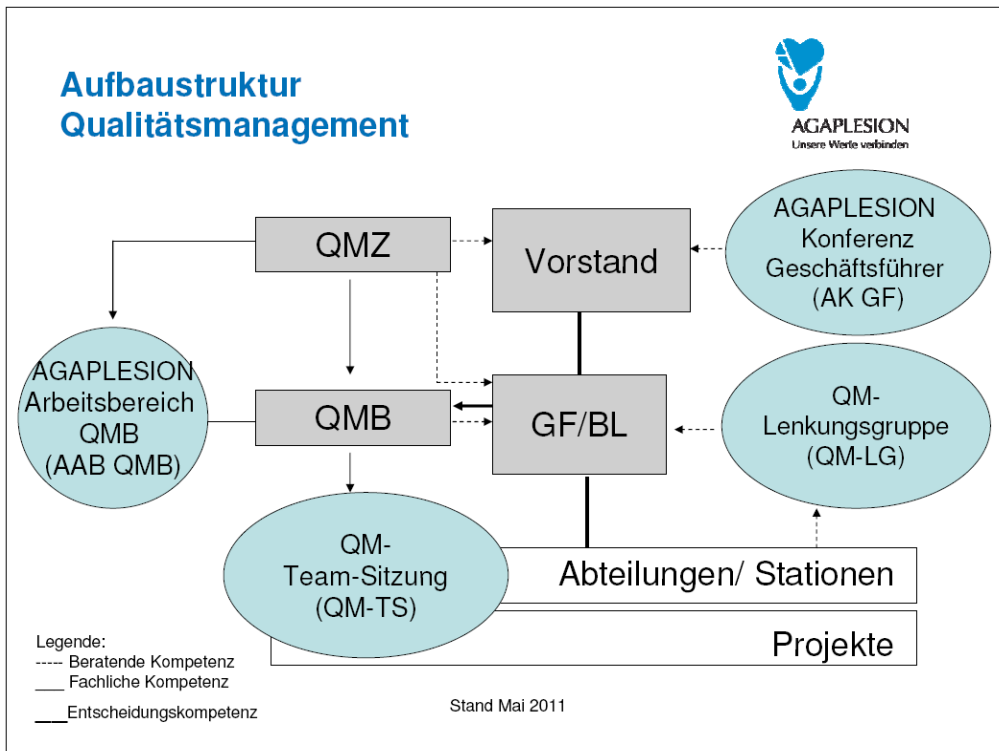 Aufbaustruktur
Qualitätsmanagement
AGAPLESION
Unsere Werte verbinden
QMZ
Vorstand
AGAPLESION
Konferenz
Geschäftsführer
(AK GF)
AGAPLESION
Arbeitsbereich
QMB
(AAB QMB)
QMB
GF/BL
QM-
Lenkungsgruppe
(QM-LG)
QM-
Team-Sitzung
(QM-TS)
Abteilungen/ Stationen
Projekte
Legende:
----- Beratende Kompetenz
___ Fachliche Kompetenz
____Entscheidungskompetenz
Stand Mai 2011